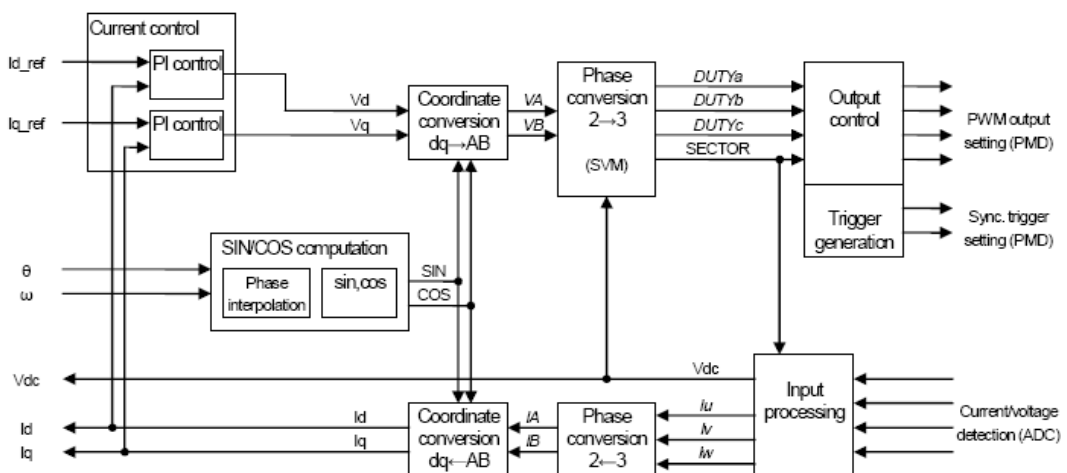 Current control
Id_ref
PI control
Iq_ref
PI control
Vd
Vq
Coordinate
conversion
dq→AB
VA
VB
Phase
conversion
2→3
(SVM)
DUTYa
DUTYb
DUTYc
SECTOR
Output
control
PWM output
setting (PMD)
Trigger
generation
Sync. trigger
setting (PMD)
SIN/COS computation
θ
ω
Phase
interpolation
sin,cos
SIN
COS
Vdc
Vdc
Input
processing
Current/voltage
detection (ADC)
Id
Iq
Id
Iq
Coordinate
conversion
dq←AB
IA
IB
Phase
conversion
2←3
Iu
Iv
Iw